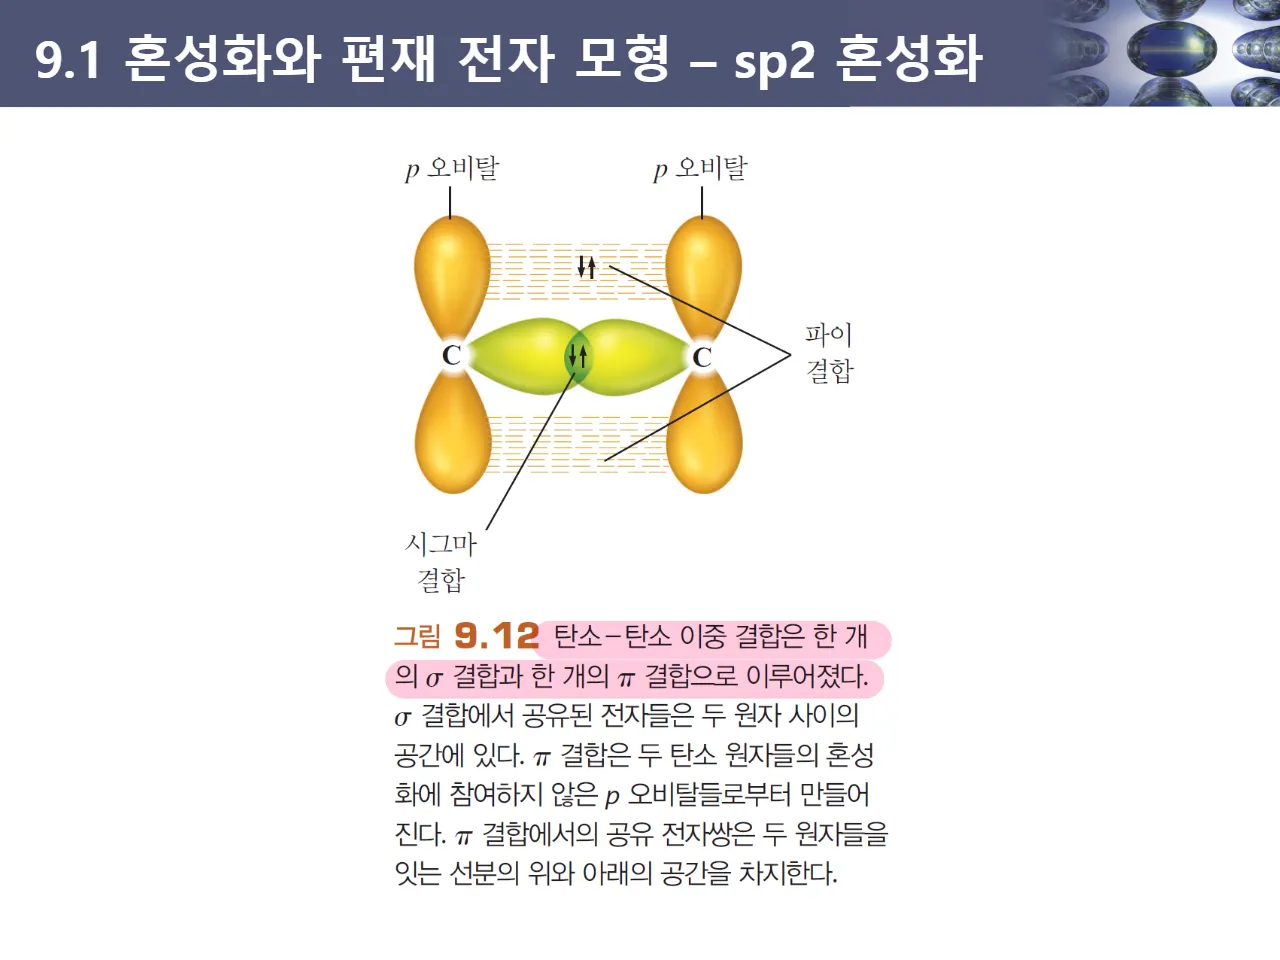 9.1 혼성화와 편재 전자 모형 – sp2 혼성화
p 오비탈
p 오비탈
C
C
파이
결합
시그마
결합
그림 9.12 탄소–탄소 이중 결합은 한 개
의 σ 결합과 한 개의 π 결합으로 이루어졌다.
σ 결합에서 공유된 전자들은 두 원자 사이의
공간에 있다. π 결합은 두 탄소 원자들의 혼성
화에 참여하지 않은 p 오비탈들로부터 만들어
진다. π 결합에서의 공유 전자쌍은 두 원자들을
잇는 선분의 위와 아래의 공간을 차지한다.